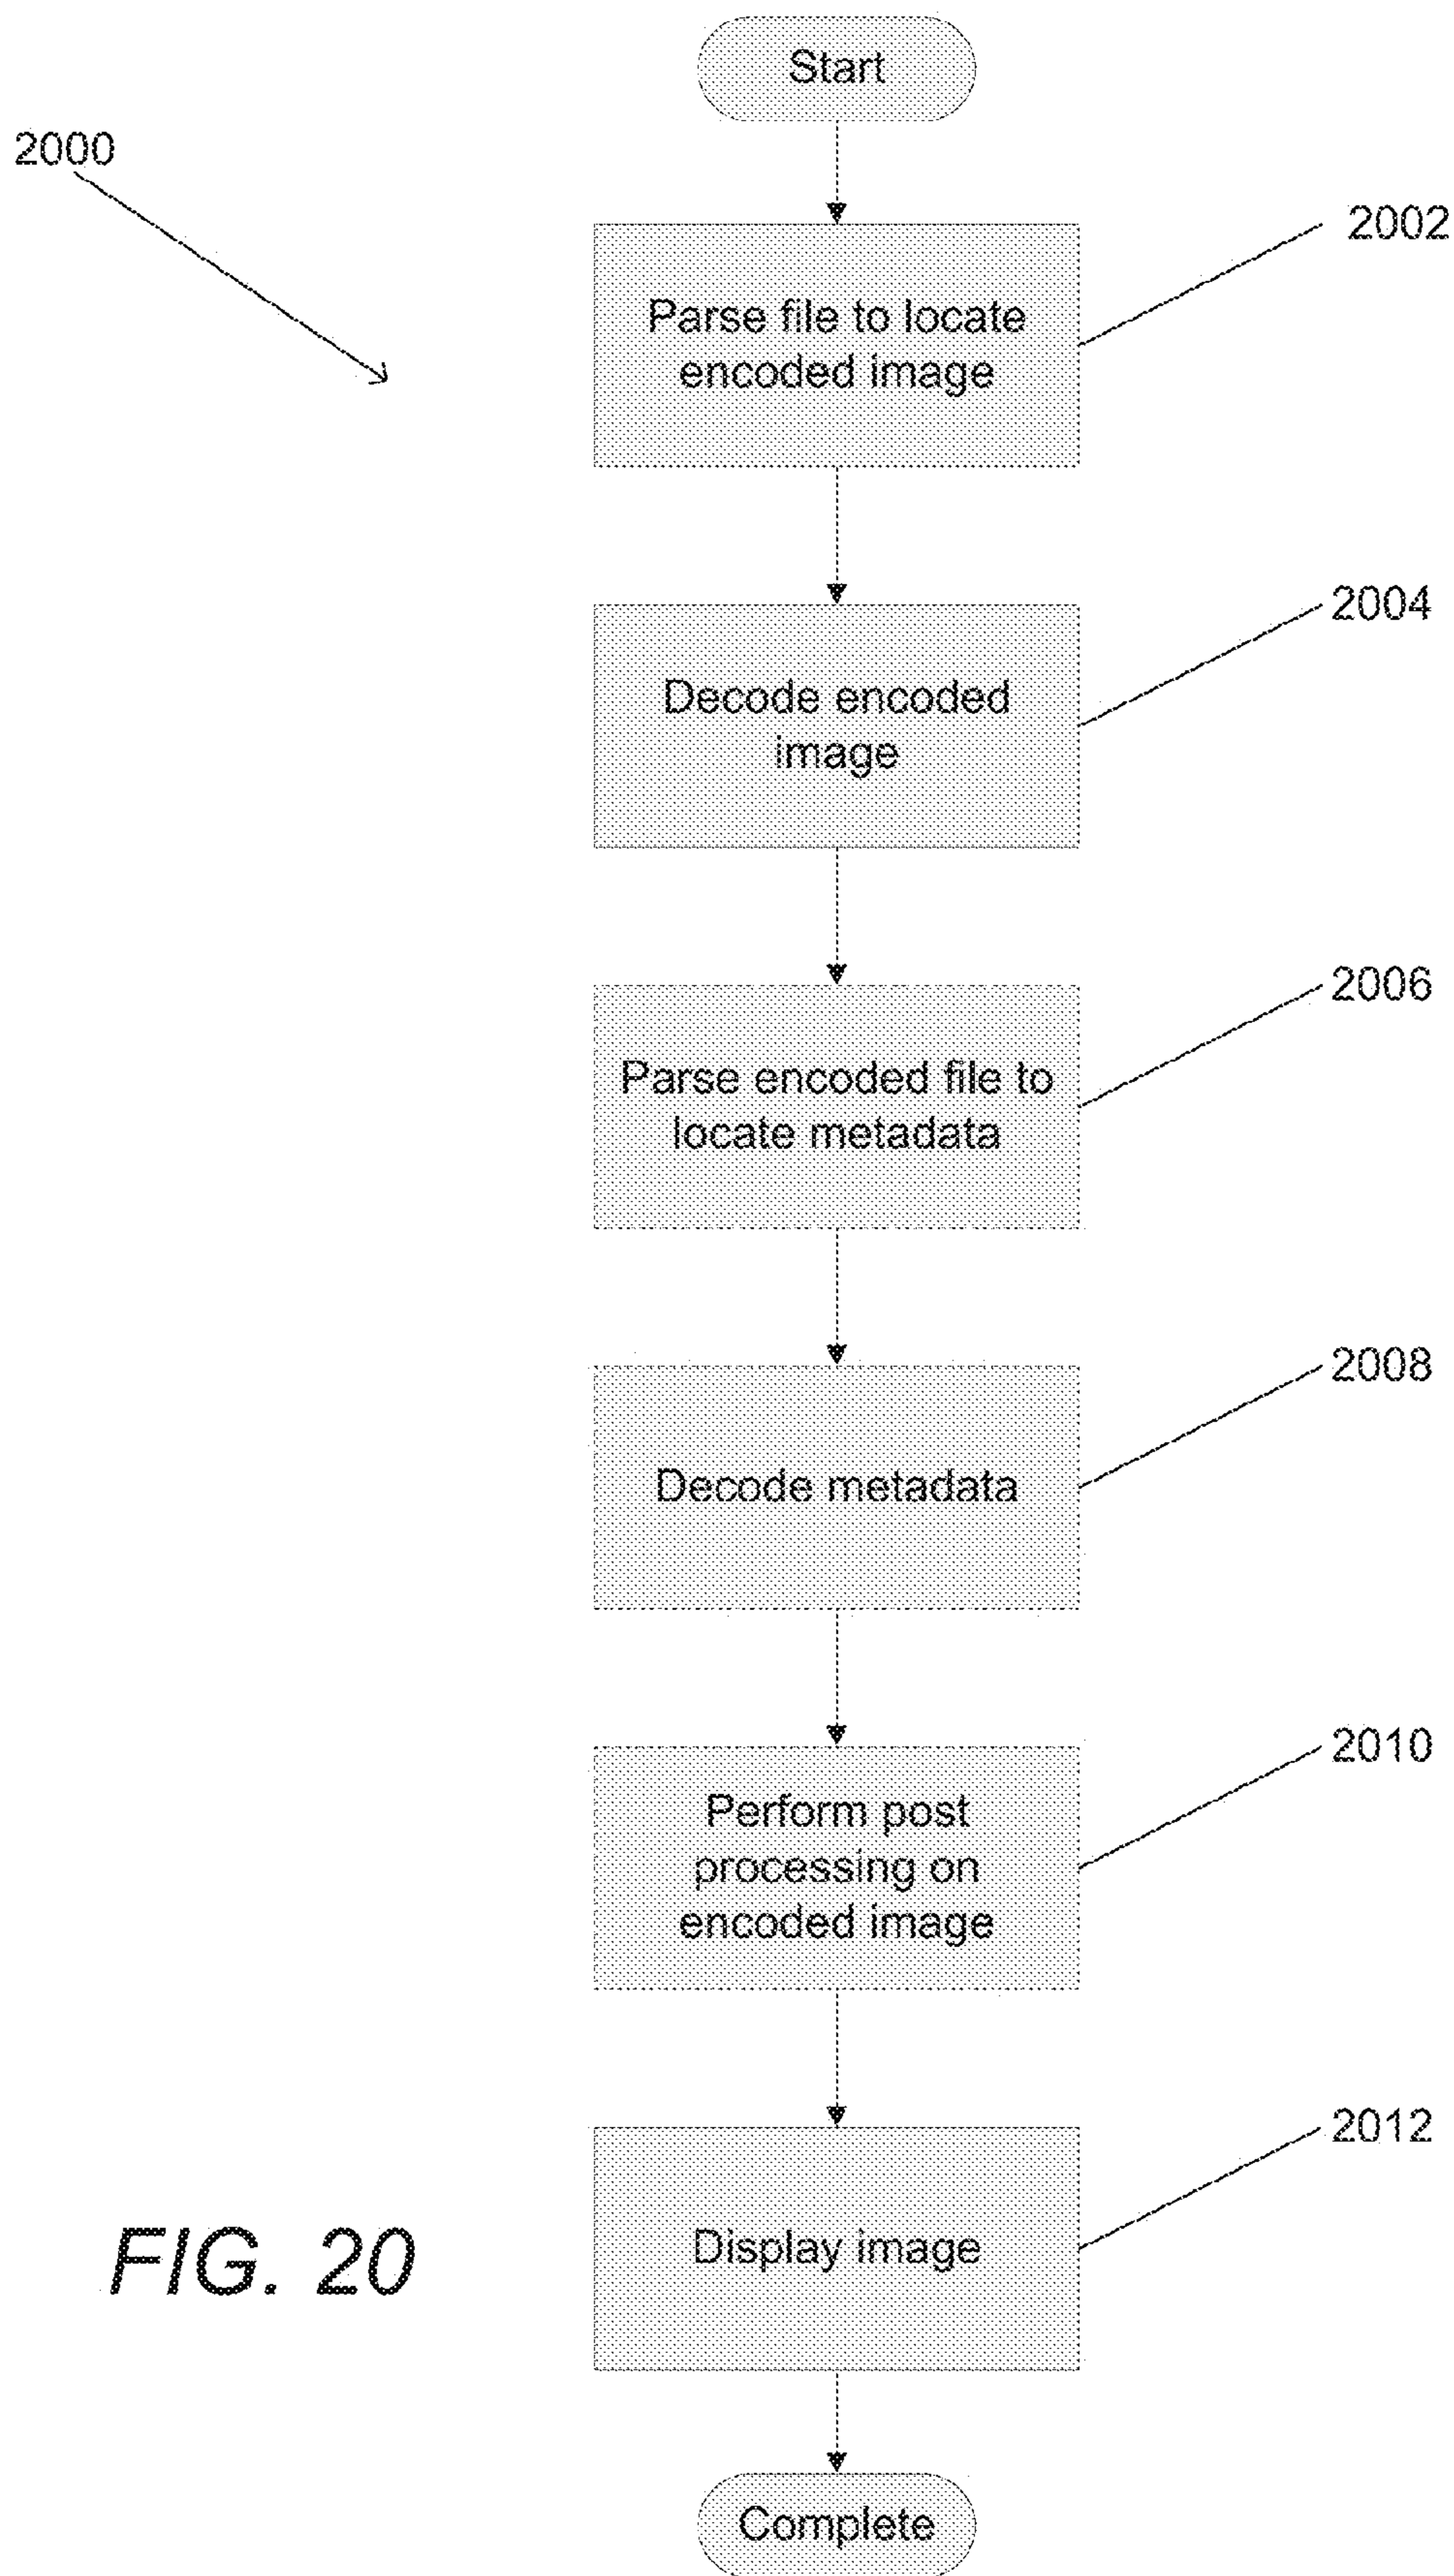 Start
2000
2002
Parse file to locate
encoded image
2004
Decode encoded
image
2006
Parse encoded file to
locate metadata
2008
Decode metadata
2010
Perform post
processing on
encoded image
2012
Display image
FIG. 20
Complete